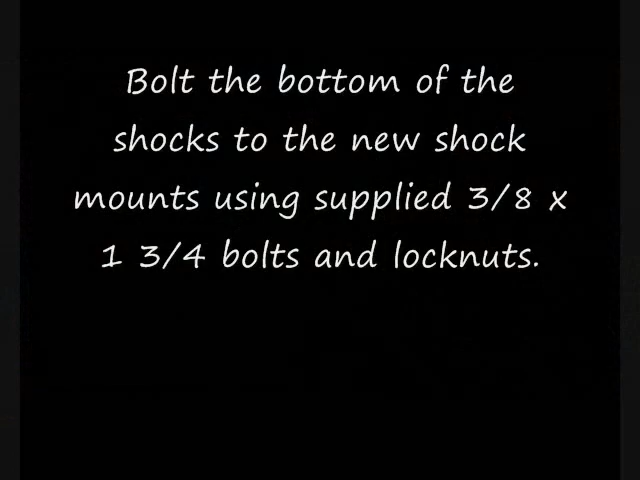 Bolt the bottom of the
shocks to the new shock
mounts using supplied 3/8 x
1 3/4 bolts and locknuts.